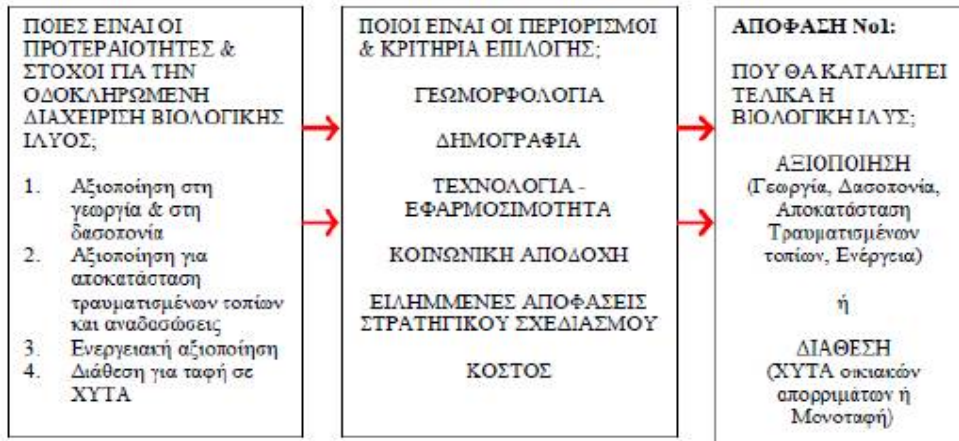 ΠΟΙΕΣ ΕΙΝΑΙ ΟΙ
ΠΡΟΤΕΡΑΙΟΤΗΤΕΣ &
ΣΤΟΧΟΙ ΓΙΑ ΤΗΝ
ΟΔΟΚΛΗΡΩΜΕΝΗ
ΔΙΑΧΕΙΡΙΣΗ ΒΙΟΛΟΓΙΚΗΣ
ΙΛΥΟΣ;
1. Αξιοποίηση στη
γεωργία & στη
δασοπονία
2. Αξιοποίηση για
αποκατάσταση
τραυματισμένων τοπίων
και αναδασώσεις
3. Ενεργειακή αξιοποίηση
4. Διάθεση για ταφή σε
ΧΥΤΑ
ΠΟΙΟΙ ΕΙΝΑΙ ΟΙ ΠΕΡΙΟΡΙΣΜΟΙ
& ΚΡΙΤΗΡΙΑ ΕΠΙΛΟΓΗΣ;
ΓΕΩΜΟΡΦΟΛΟΓΙΑ
ΔΗΜΟΓΡΑΦΙΑ
ΤΕΧΝΟΛΟΓΙΑ -
ΕΦΑΡΜΟΣΙΜΟΤΗΤΑ
ΚΟΙΝΩΝΙΚΗ ΑΠΟΔΟΧΗ
ΕΙΛΗΜΜΕΝΕΣ ΑΠΟΦΑΣΕΙΣ
ΣΤΡΑΤΗΓΙΚΟΥ ΣΧΕΔΙΑΣΜΟΥ
ΚΟΣΤΟΣ
ΑΠΟΦΑΣΗ Νο1:
ΠΟΥ ΘΑ ΚΑΤΑΛΗΓΕΙ
ΤΕΛΙΚΑ Η
ΒΙΟΛΟΓΙΚΗ ΙΛΥΣ;
ΑΞΙΟΠΟΙΗΣΗ
(Γεωργία, Δασοπονία,
Αποκατάσταση
Τραυματισμένων
τοπίων, Ενέργεια)
ή
ΔΙΑΘΕΣΗ
(ΧΥΤΑ οικιακών
απορριμάτων ή
Μονοταφή)